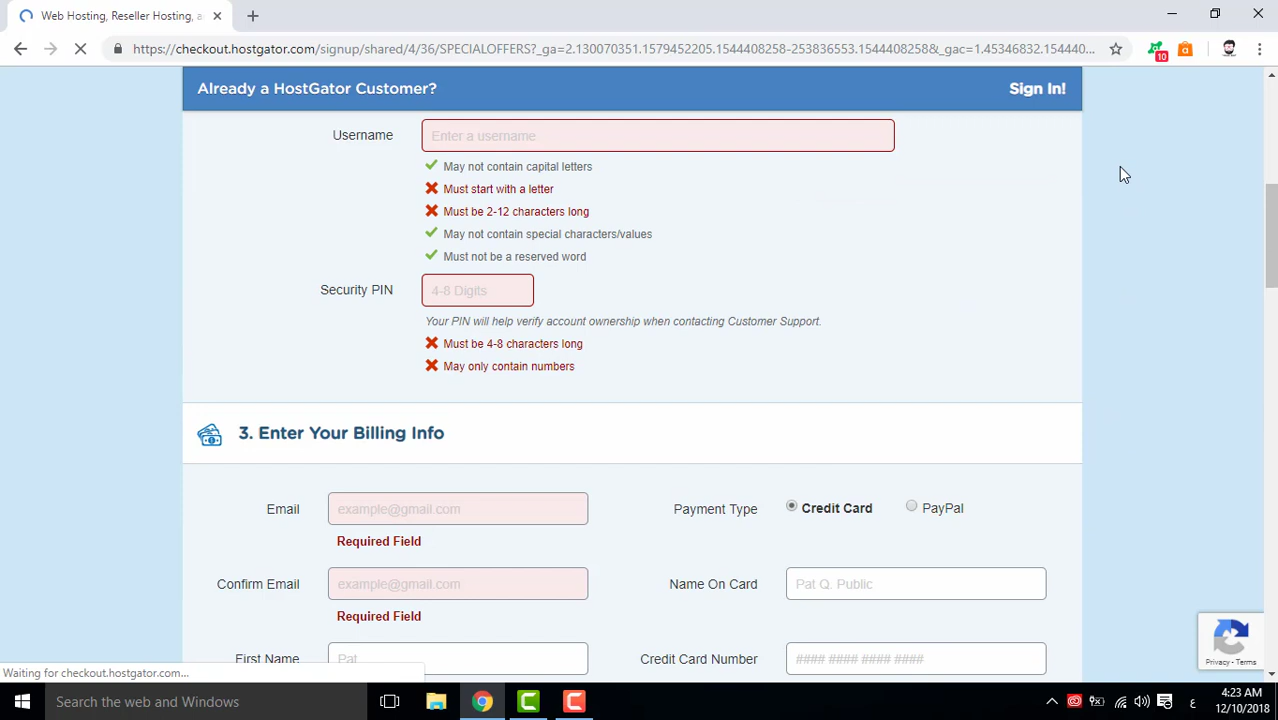 Web Hosting, Reseller Hosting, a
https://checkout.hostgator.com/signup/shared/4/36/SPECIALOFFERS?_ga=2.130070351.1579452205.1544408258-253836553.1544408258&_gac=1.45346832.15440...
10
Already a HostGator Customer?
Sign In!
Username
Enter a username
May not contain capital letters
Must start with a letter
Must be 2-12 characters long
May not contain special characters/values
Must not be a reserved word
Security PIN
4-8 Digits
Your PIN will help verify account ownership when contacting Customer Support.
Must be 4-8 characters long
May only contain numbers
3. Enter Your Billing Info
Email
example@gmail.com
Payment Type
Credit Card
PayPal
Required Field
Confirm Email
example@gmail.com
Name On Card
Pat Q. Public
Required Field
First Name
Pat
Credit Card Number
#### #### #### ####
Privacy - Terms
Waiting for checkout.hostgator.com...
Search the web and Windows
ع
4:23 AM
12/10/2018